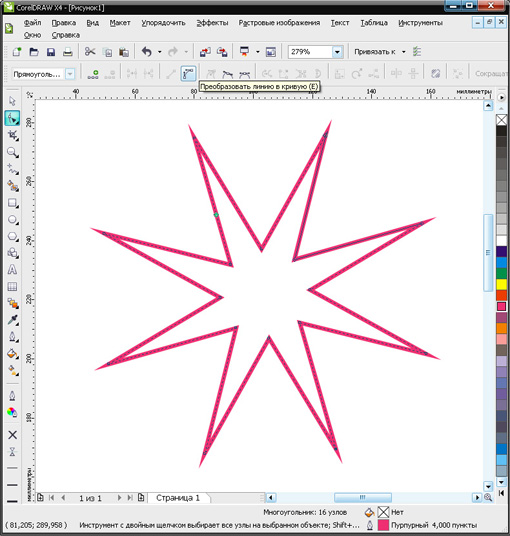 CorelDRAW X4 - [Рисунок1]
Файл Правка Вид Макет Упорядочить Эффекты Растровые изображения Текст Таблица Инструменты
Окно Справка
279% Привязать к
Прямоуголь... Сокращат
Преобразовать линию в кривую (E)
40 60 120 140 160 миллиметры
280
260
240
220
200
180
миллиметры
1 из 1 Страница 1
Многоугольник: 16 узлов Нет
( 81,205; 289,958 ) Инструмент с двойным щелчком выбирает все узлы на выбранном объекте; Shift+... Пурпурный 4,000 пункты